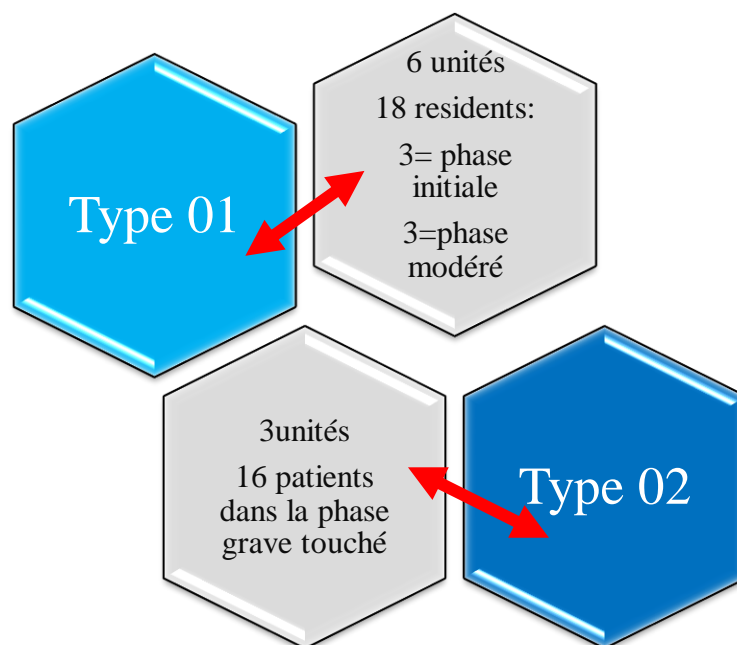 Type 01
6 unités
18 residents:
3= phase
initiale
3=phase
modéré
3unités
16 patients
dans la phase
grave touché
Type 02